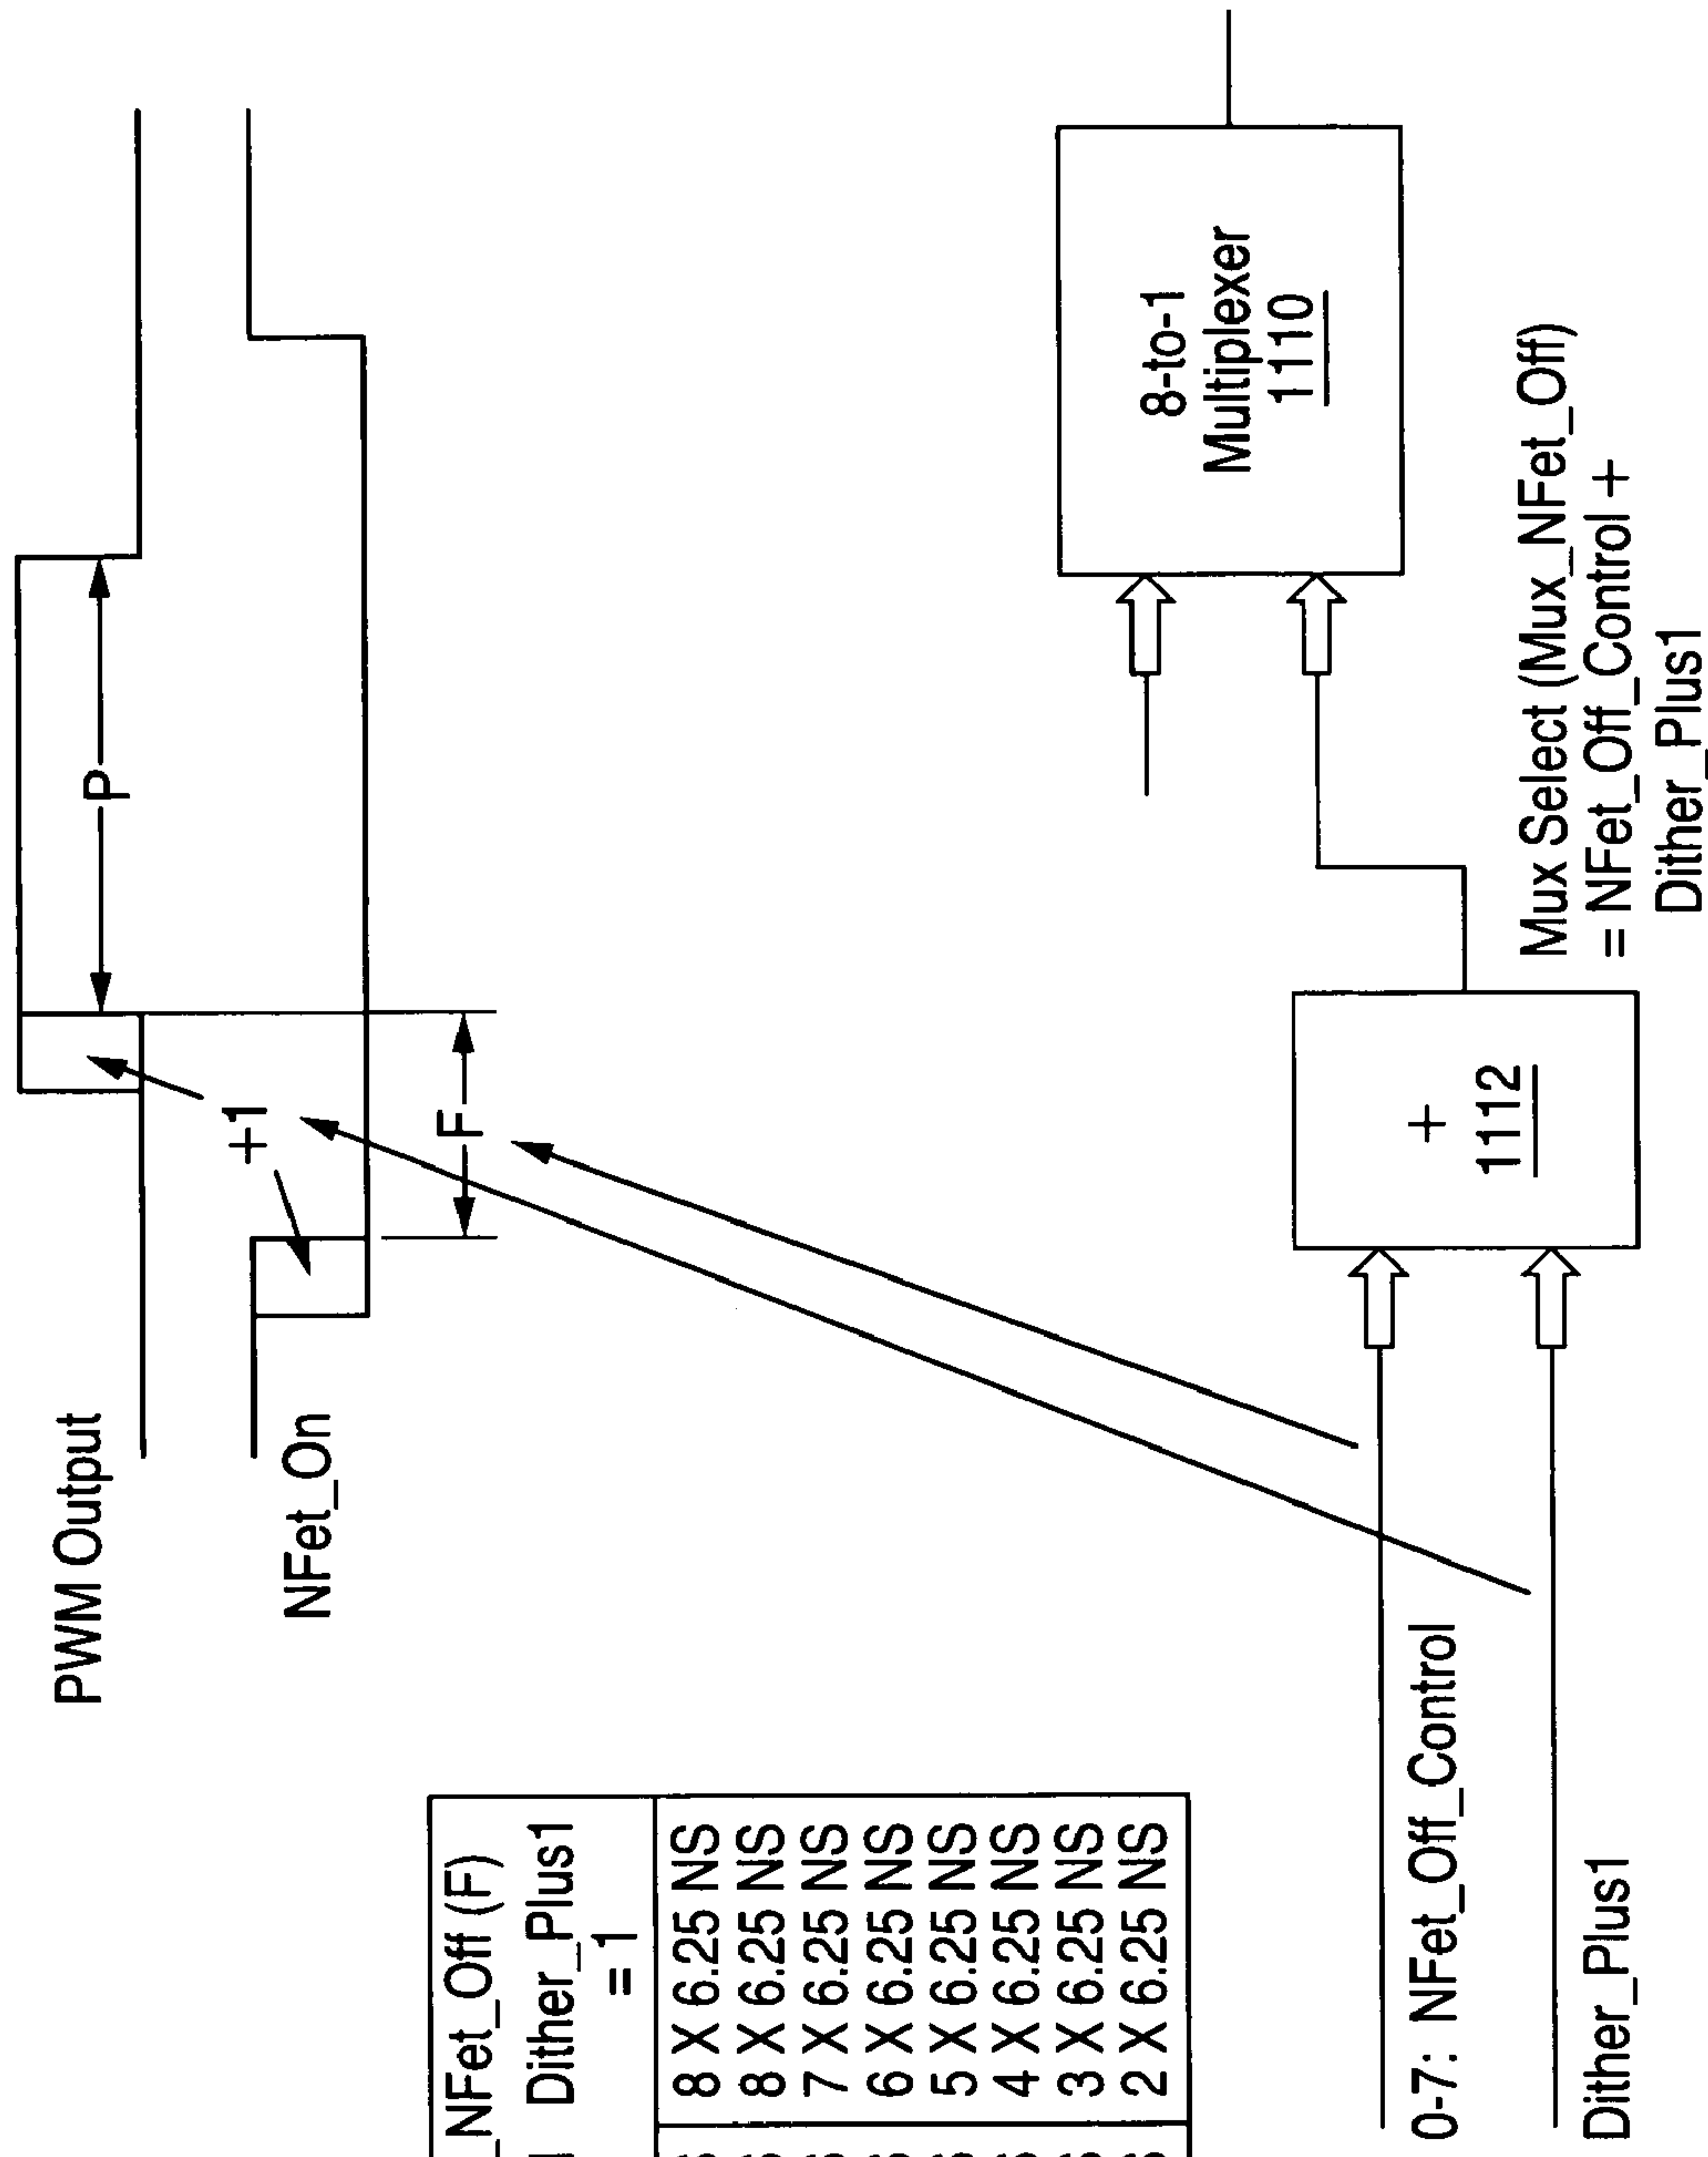 PWM Output
P
+1
NFet_On
F
_NFet_Off (F)
Dither_Plus1
= 1
8 X 6.25 NS
8 X 6.25 NS
7 X 6.25 NS
6 X 6.25 NS
5 X 6.25 NS
4 X 6.25 NS
3 X 6.25 NS
2 X 6.25 NS
8-to-1
Multiplexer
1110
0-7: NFet_Off_Control
Dither_Plus1
+
1112
Mux Select (Mux_NFet_Off)
= NFet_Off_Control +
Dither_Plus1